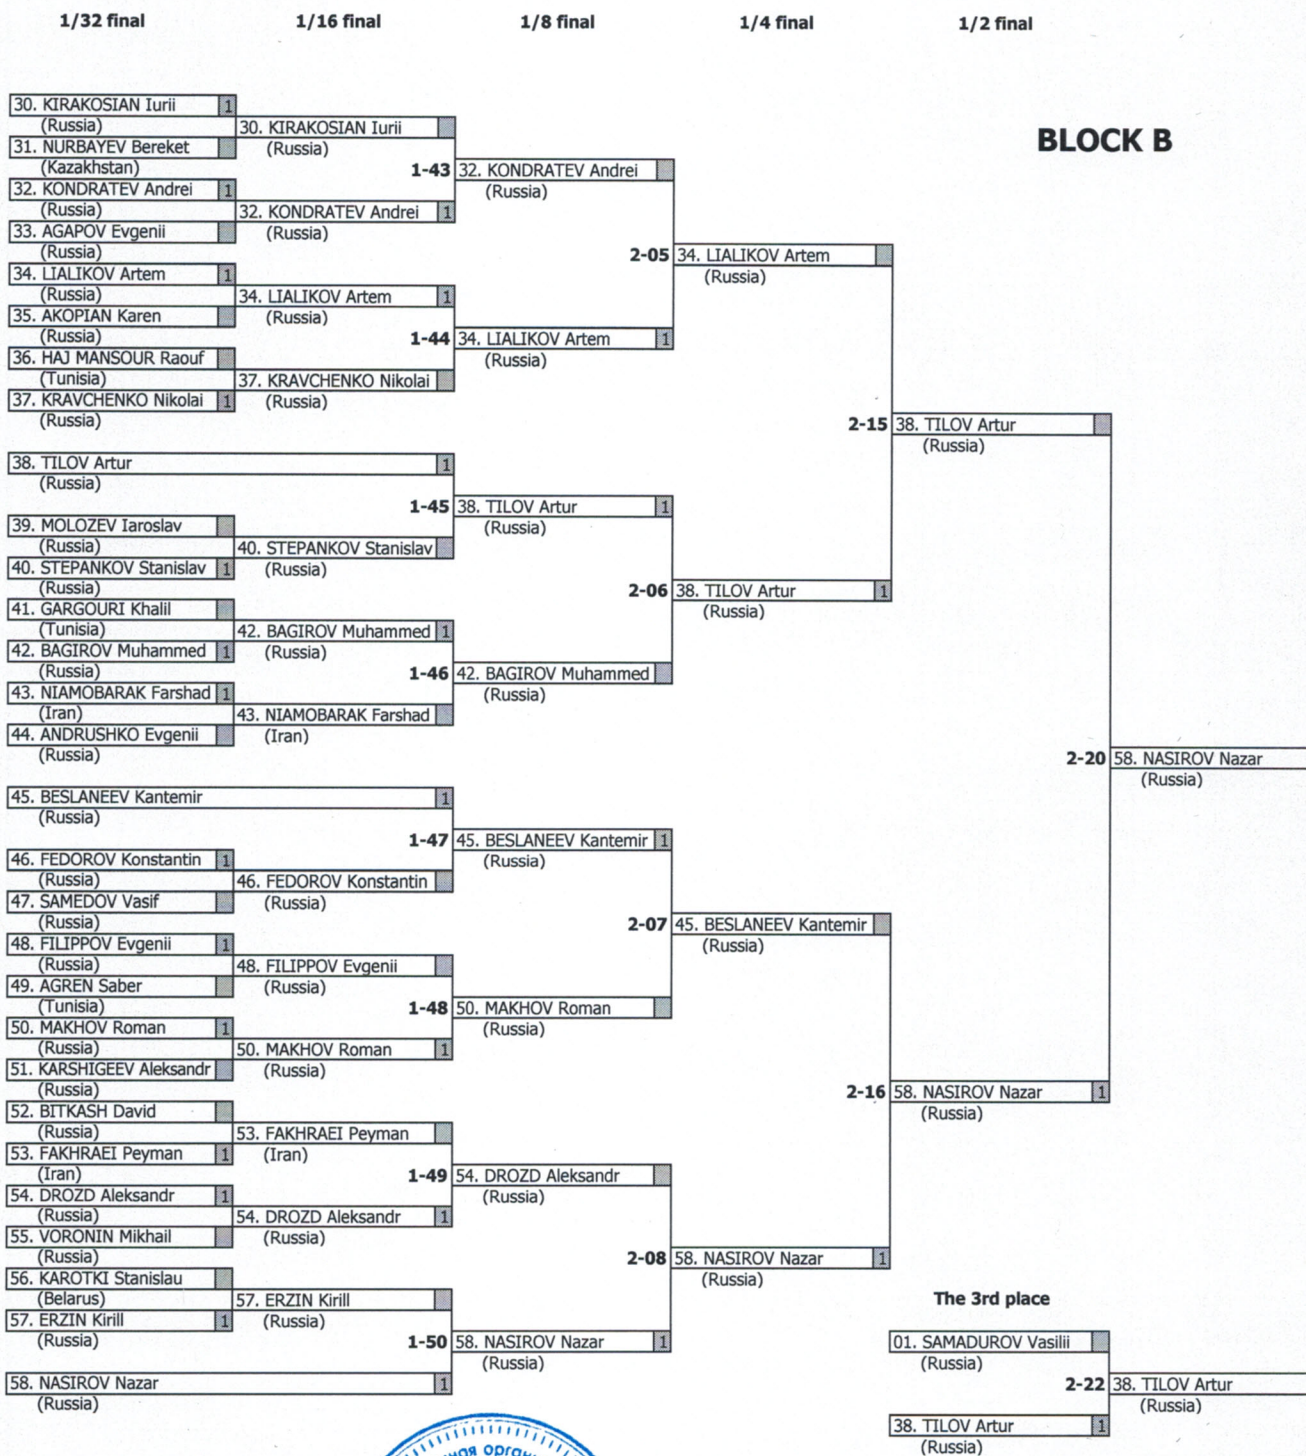 1/32 final 1/16 final 1/8 final 1/4 final 1/2 final
BLOCK B
30. KIRAKOSIAN Iurii 1
(Russia)
31. NURBAYEV Bereket
(Kazakhstan)
32. KONDRATEV Andrei 1
(Russia)
33. AGAPOV Evgenii
(Russia)
34. LIALIKOV Artem 1
(Russia)
35. AKOPIAN Karen
(Russia)
36. HAJ MANSOUR Raouf
(Tunisia)
37. KRAVCHENKO Nikolai 1
(Russia)
38. TILOV Artur 1
(Russia)
39. MOLOZEV Iaroslav
(Russia)
40. STEPANKOV Stanislav 1
(Russia)
41. GARGOURI Khalil
(Tunisia)
42. BAGIROV Muhammed 1
(Russia)
43. NIAMOBARAK Farshad 1
(Iran)
44. ANDRUSHKO Evgenii
(Russia)
45. BESLANEEV Kantemir 1
(Russia)
46. FEDOROV Konstantin 1
(Russia)
47. SAMEDOV Vasif
(Russia)
48. FILIPPOV Evgenii 1
(Russia)
49. AGREN Saber
(Tunisia)
50. MAKHOV Roman 1
(Russia)
51. KARSHIGEEV Aleksandr
(Russia)
52. BITKASH David
(Russia)
53. FAKHRAEI Peyman 1
(Iran)
54. DROZD Aleksandr 1
(Russia)
55. VORONIN Mikhail
(Russia)
56. KAROTKI Stanislau
(Belarus)
57. ERZIN Kirill 1
(Russia)
58. NASIROV Nazar 1
(Russia)
30. KIRAKOSIAN Iurii
(Russia)
1-43
32. KONDRATEV Andrei 1
(Russia)
34. LIALIKOV Artem 1
(Russia)
1-44
37. KRAVCHENKO Nikolai
(Russia)
1-45
40. STEPANKOV Stanislav
(Russia)
42. BAGIROV Muhammed 1
(Russia)
1-46
43. NIAMOBARAK Farshad
(Iran)
1-47
46. FEDOROV Konstantin
(Russia)
48. FILIPPOV Evgenii
(Russia)
1-48
50. MAKHOV Roman 1
(Russia)
53. FAKHRAEI Peyman
(Iran)
1-49
54. DROZD Aleksandr 1
(Russia)
57. ERZIN Kirill
(Russia)
1-50
32. KONDRATEV Andrei
(Russia)
2-05
34. LIALIKOV Artem 1
(Russia)
38. TILOV Artur 1
(Russia)
2-06
42. BAGIROV Muhammed
(Russia)
45. BESLANEEV Kantemir 1
(Russia)
2-07
50. MAKHOV Roman
(Russia)
54. DROZD Aleksandr
(Russia)
2-08
58. NASIROV Nazar 1
(Russia)
34. LIALIKOV Artem
(Russia)
2-15
38. TILOV Artur 1
(Russia)
45. BESLANEEV Kantemir
(Russia)
2-16
58. NASIROV Nazar 1
(Russia)
38. TILOV Artur
(Russia)
2-20
58. NASIROV Nazar 1
(Russia)
58. NASIROV Nazar
(Russia)
The 3rd place
01. SAMADUROV Vasilii
(Russia)
2-22
38. TILOV Artur 1
(Russia)
38. TILOV Artur
(Russia)